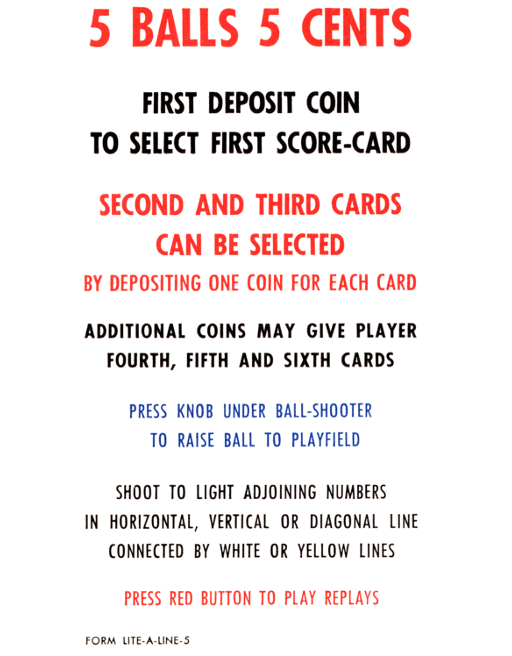 5 BALLS 5 CENTS
FIRST DEPOSIT COIN
TO SELECT FIRST SCORE-CARD
SECOND AND THIRD CARDS
CAN BE SELECTED
BY DEPOSITING ONE COIN FOR EACH CARD
ADDITIONAL COINS MAY GIVE PLAYER
FOURTH, FIFTH AND SIXTH CARDS
PRESS KNOB UNDER BALL-SHOOTER
TO RAISE BALL TO PLAYFIELD
SHOOT TO LIGHT ADJOINING NUMBERS
IN HORIZONTAL, VERTICAL OR DIAGONAL LINE
CONNECTED BY WHITE OR YELLOW LINES
PRESS RED BUTTON TO PLAY REPLAYS
FORM LITE-A-LINE-5